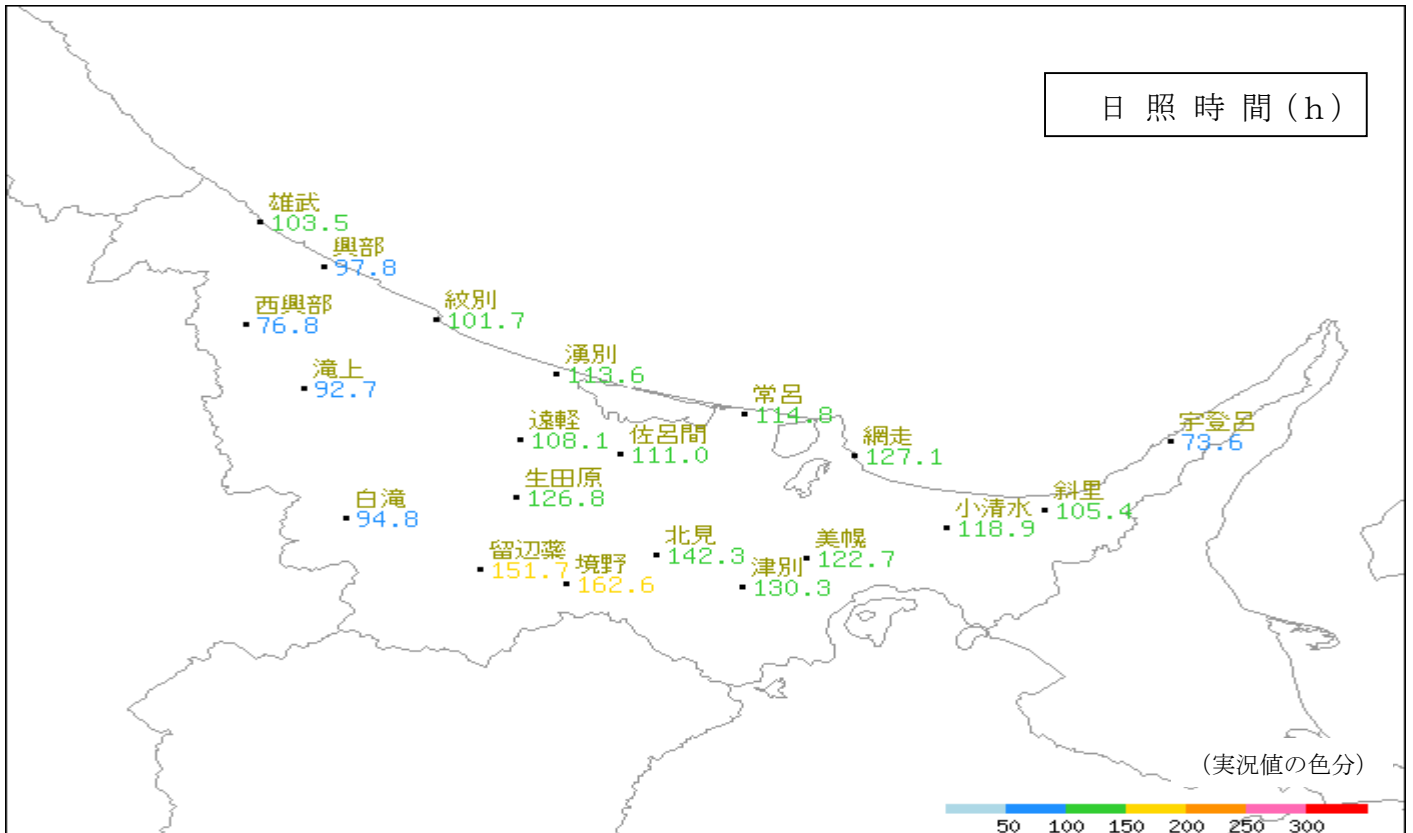 日照時間(h)
雄武
103.5
興部
97.8
西興部
76.8
紋別
101.7
滝上
92.7
湧別
113.6
常呂
114.8
遠軽
108.1
佐呂間
111.0
網走
127.1
宇登呂
73.6
生田原
126.8
白滝
94.8
小清水
118.9
斜里
105.4
留辺蘂
151.7
境野
162.6
北見
142.3
津別
130.3
美幌
122.7
(実況値の色分)
50 100 150 200 250 300